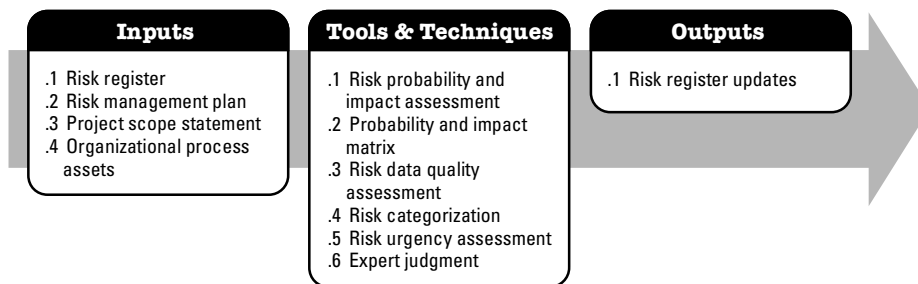 Inputs
.1 Risk register
.2 Risk management plan
.3 Project scope statement
.4 Organizational process
assets
Tools & Techniques
.1 Risk probability and
impact assessment
.2 Probability and impact
matrix
.3 Risk data quality
assessment
.4 Risk categorization
.5 Risk urgency assessment
.6 Expert judgment
Outputs
.1 Risk register updates